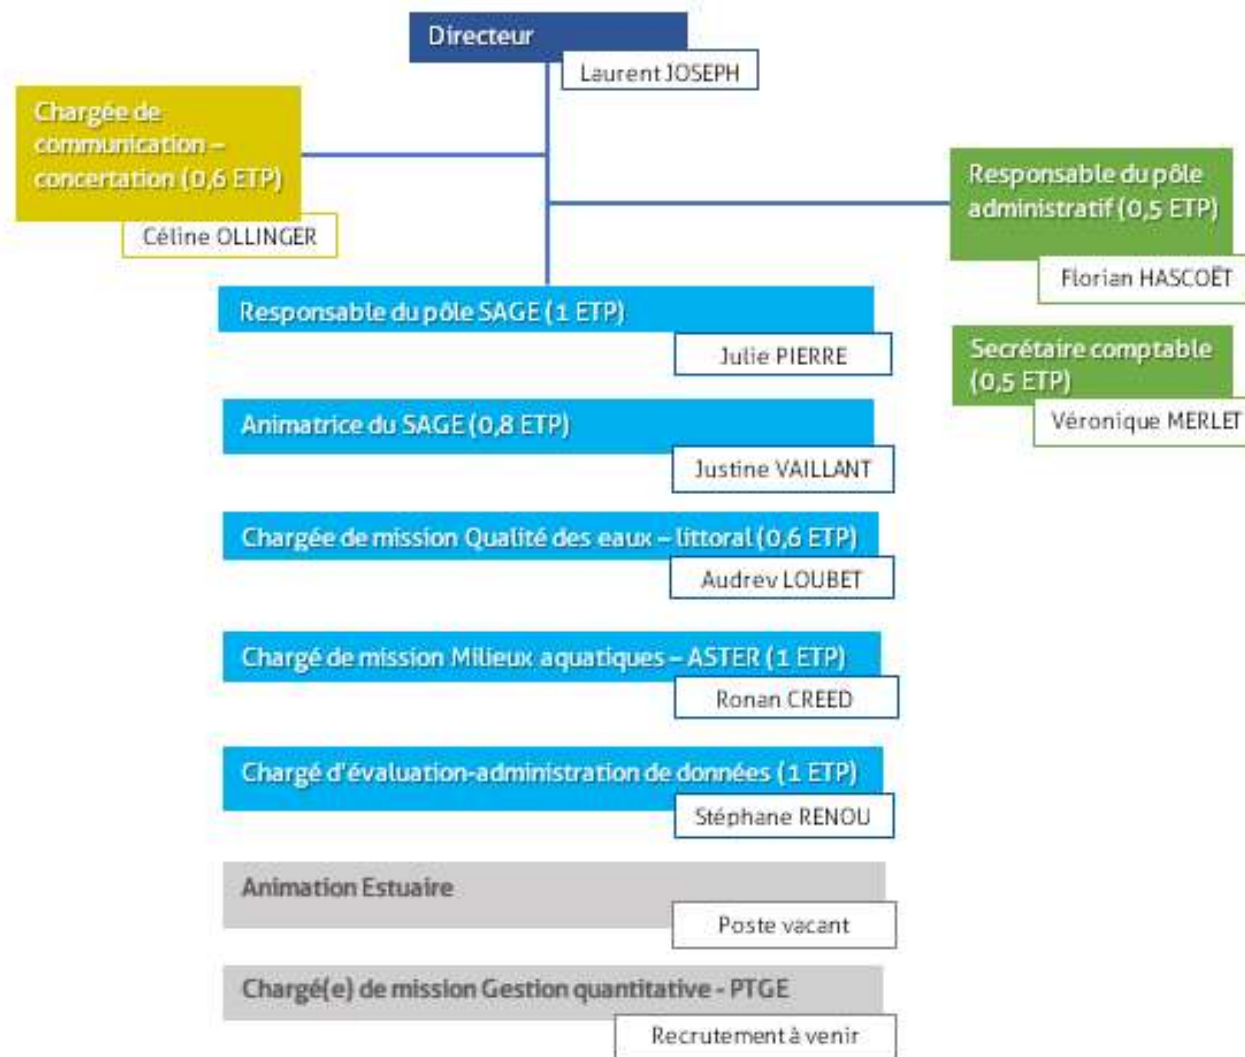 Directeur
Laurent JOSEPH
Chargée de
communication –
concertation (0,6 ETP)
Céline OLLINGER
Responsable du pôle
administratif (0,5 ETP)
Florian HASCOËT
Responsable du pôle SAGE (1 ETP)
Julie PIERRE
Secrétaire comptable
(0,5 ETP)
Véronique MERLET
Animatrice du SAGE (0,8 ETP)
Justine VAILLANT
Chargée de mission Qualité des eaux – littoral (0,6 ETP)
Audrey LOUBET
Chargé de mission Milieux aquatiques – ASTER (1 ETP)
Ronan CREED
Chargé d'évaluation-administration de données (1 ETP)
Stéphane RENOU
Animation Estuaire
Poste vacant
Chargé(e) de mission Gestion quantitative - PTGE
Recrutement à venir